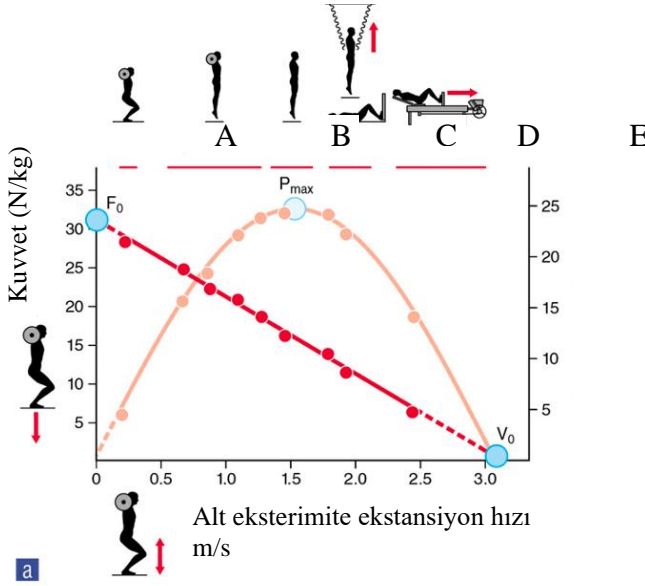 A B C D E
Kuvvet (N/kg)
F₀
Pmax
V₀
35
30
25
20
15
10
5
25
20
15
10
5
0 0.5 1.0 1.5 2.0 2.5 3.0
Alt eksterimite ekstansiyon hızı
m/s
a